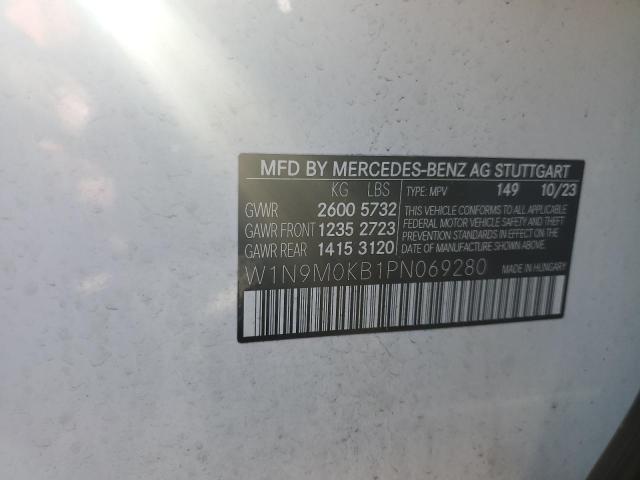 MFD BY MERCEDES-BENZ AG STUTTGART
KG LBS
GVWR 2600 5732
GAWR FRONT 1235 2723
GAWR REAR 1415 3120
TYPE: MPV 149 10/23
THIS VEHICLE CONFORMS TO ALL APPLICABLE
FEDERAL MOTOR VEHICLE SAFETY AND THEFT
PREVENTION STANDARDS IN EFFECT ON THE
DATE OF MANUFACTURE SHOWN ABOVE.
W1N9M0KB1PN069280 MADE IN HUNGARY